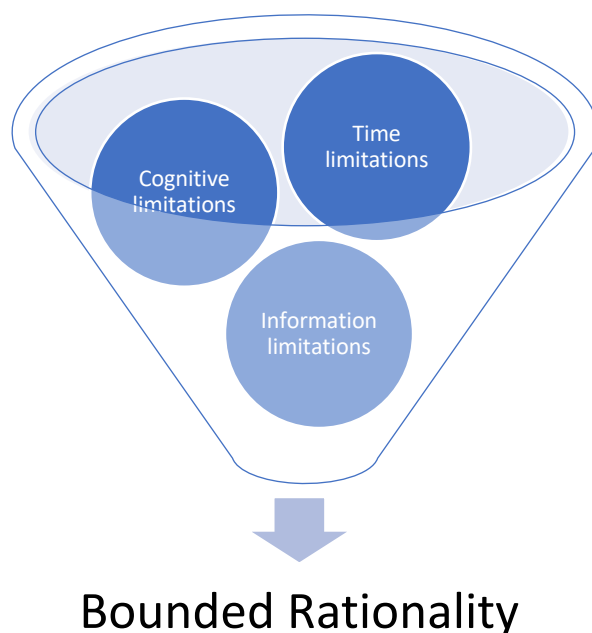 Time
limitations
Cognitive
limitations
Information
limitations
Bounded Rationality